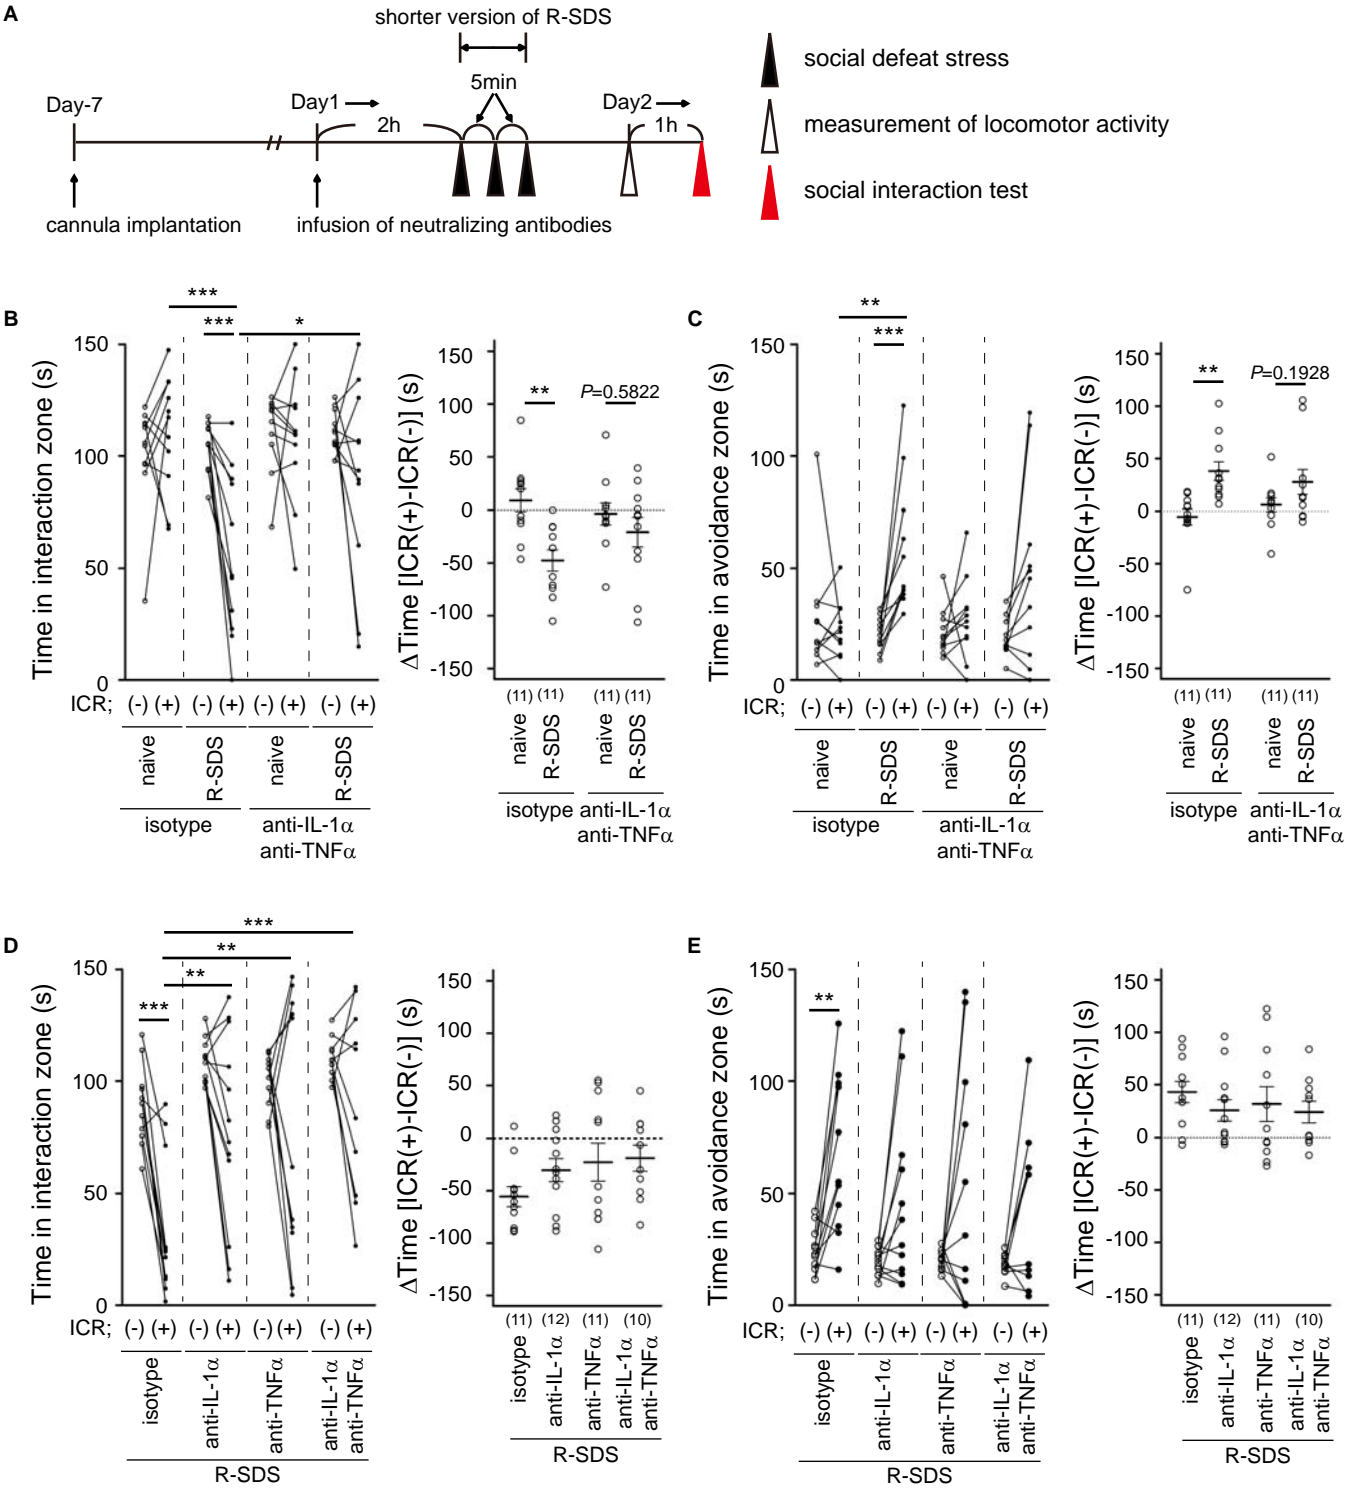 A
shorter version of R-SDS
5min
Day-7
Day1
2h
Day2
1h
cannula implantation
infusion of neutralizing antibodies
social defeat stress
measurement of locomotor activity
social interaction test
B
Time in interaction zone (s)
150
100
50
0
***
***
*
ICR; (-) (+) (-) (+) (-) (+) (-) (+)
naive
R-SDS
naive
R-SDS
isotype
anti-IL-1α
anti-TNFα
ΔTime [ICR(+)-ICR(-)] (s)
150
100
50
0
-50
-100
-150
**
P=0.5822
(11) (11) (11) (11)
naive
R-SDS
naive
R-SDS
isotype
anti-IL-1α
anti-TNFα
C
Time in avoidance zone (s)
150
100
50
0
**
***
ICR; (-) (+) (-) (+) (-) (+) (-) (+)
naive
R-SDS
naive
R-SDS
isotype
anti-IL-1α
anti-TNFα
ΔTime [ICR(+)-ICR(-)] (s)
150
100
50
0
-50
-100
-150
**
P=0.1928
(11) (11) (11) (11)
naive
R-SDS
naive
R-SDS
isotype
anti-IL-1α
anti-TNFα
D
Time in interaction zone (s)
150
100
50
0
***
**
**
***
ICR; (-) (+) (-) (+) (-) (+) (-) (+)
isotype
anti-IL-1α
anti-TNFα
anti-IL-1α
anti-TNFα
R-SDS
ΔTime [ICR(+)-ICR(-)] (s)
150
100
50
0
-50
-100
-150
(11) (12) (11) (10)
isotype
anti-IL-1α
anti-TNFα
anti-IL-1α
anti-TNFα
R-SDS
E
Time in avoidance zone (s)
150
100
50
0
**
ICR; (-) (+) (-) (+) (-) (+) (-) (+)
isotype
anti-IL-1α
anti-TNFα
anti-IL-1α
anti-TNFα
R-SDS
ΔTime [ICR(+)-ICR(-)] (s)
150
100
50
0
-50
-100
-150
(11) (12) (11) (10)
isotype
anti-IL-1α
anti-TNFα
anti-IL-1α
anti-TNFα
R-SDS